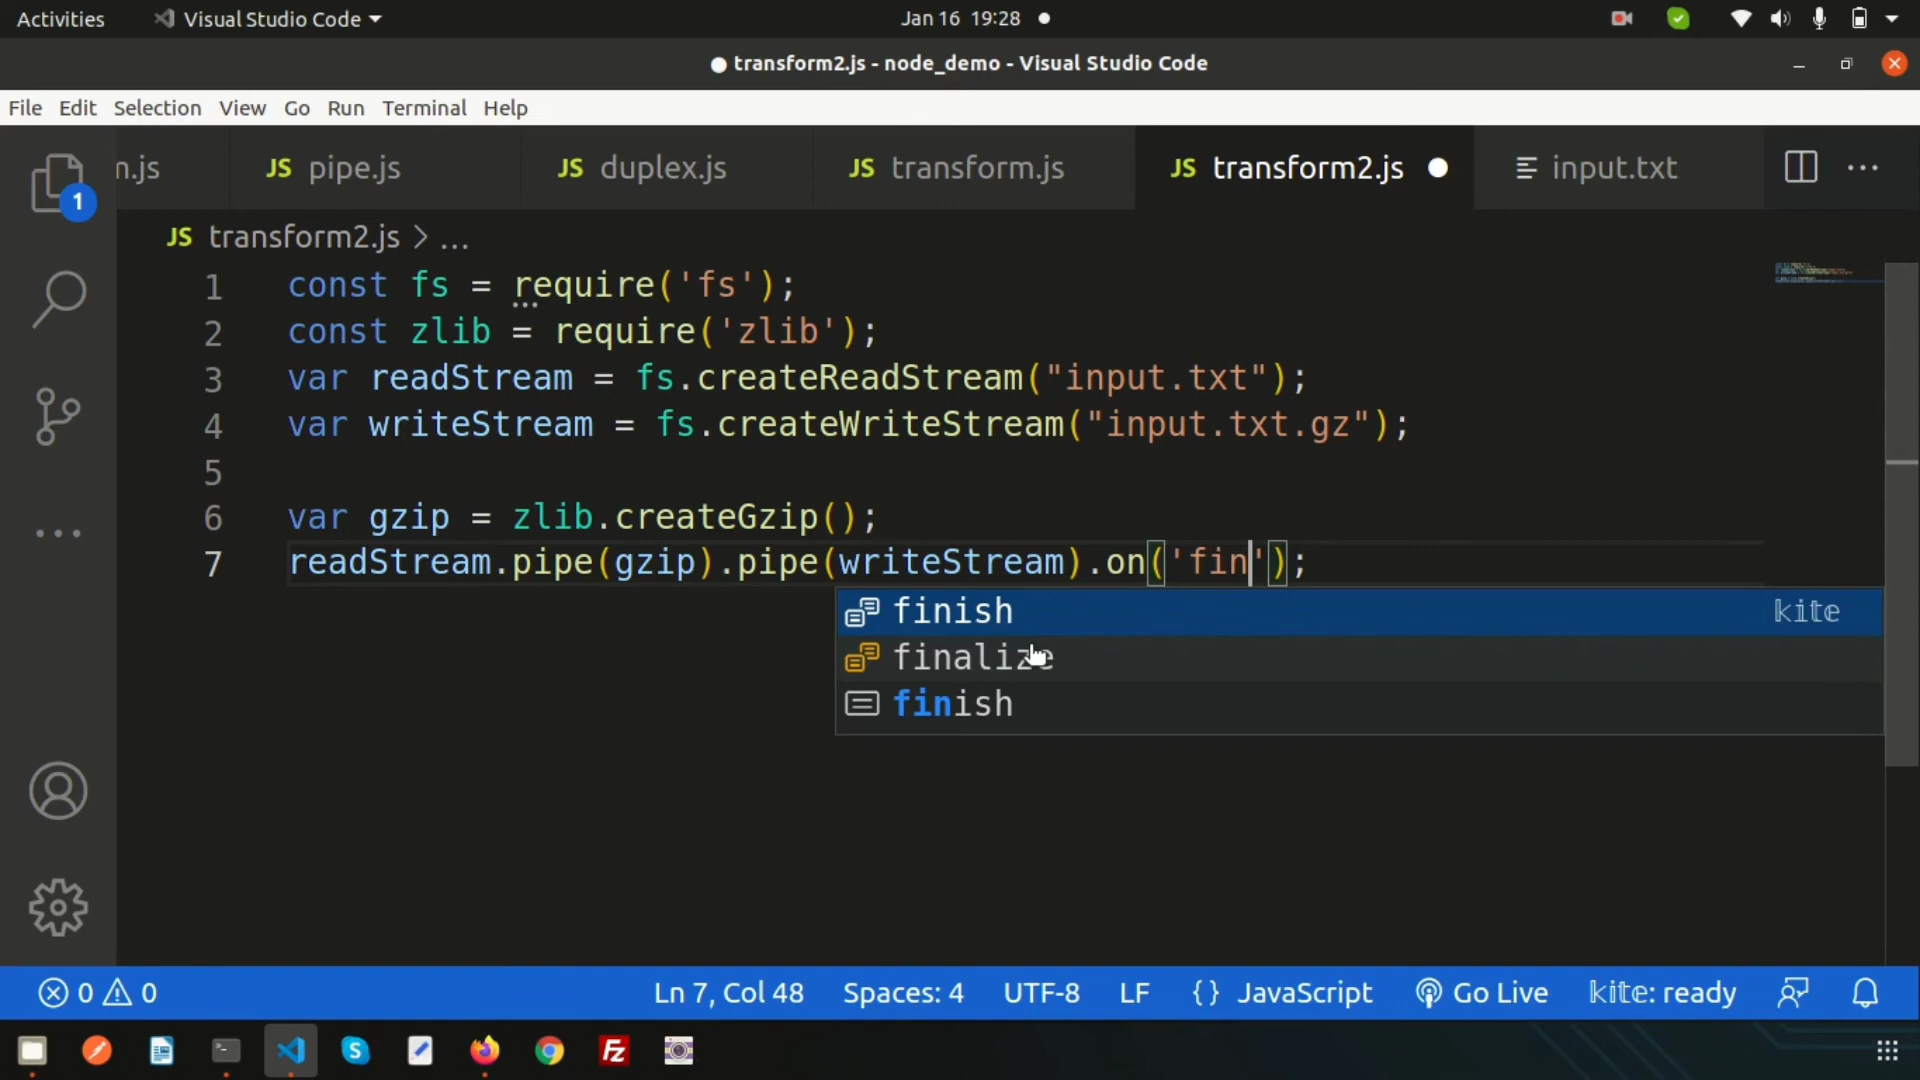 Activities Visual Studio Code Jan 16 19:28
transform2.js - node_demo - Visual Studio Code
File Edit Selection View Go Run Terminal Help
1 n.js JS pipe.js JS duplex.js JS transform.js JS transform2.js input.txt ...
JS transform2.js > ...
1 const fs = require('fs');
2 const zlib = require('zlib');
3 var readStream = fs.createReadStream("input.txt");
4 var writeStream = fs.createWriteStream("input.txt.gz");
5
6 var gzip = zlib.createGzip();
7 readStream.pipe(gzip).pipe(writeStream).on('fin');
finish kite
finalize
finish
0 0 Ln 7, Col 48 Spaces: 4 UTF-8 LF {} JavaScript Go Live kite: ready